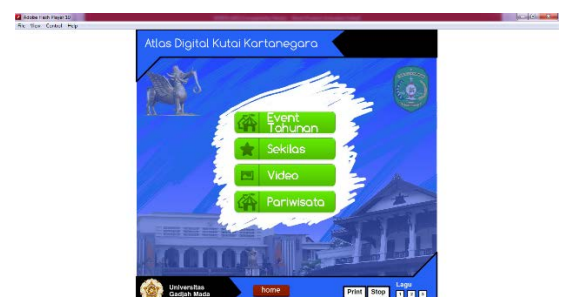 Adobe Flash Player 10
File View Control Help
Atlas Digital Kutai Kartanegara
Event
Tahunan
Sekilas
Video
Pariwisata
Universitas
Gadjah Mada
home
Print Stop
Lagu
1 2 3